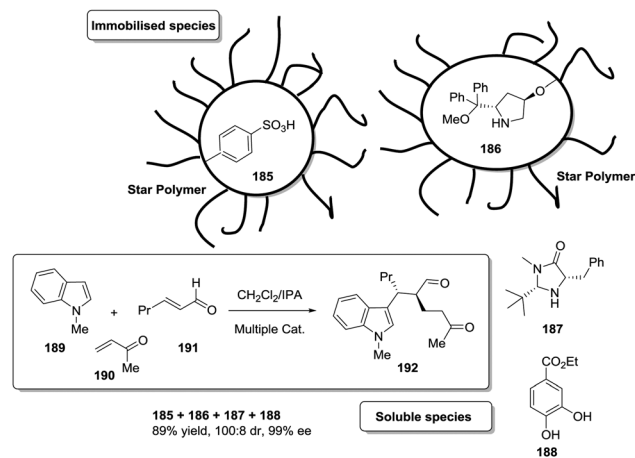 Immobilised species
SO3H
185
Star Polymer
Ph
Ph
O
MeO
HN
186
Star Polymer
N
Me
189
+
Pr
H
O
191
O
Me
190
CH2Cl2/IPA
Multiple Cat.
Pr
O
N
Me
O
Me
192
N
O
Ph
N
H
187
CO2Et
OH
OH
188
185 + 186 + 187 + 188
89% yield, 100:8 dr, 99% ee
Soluble species